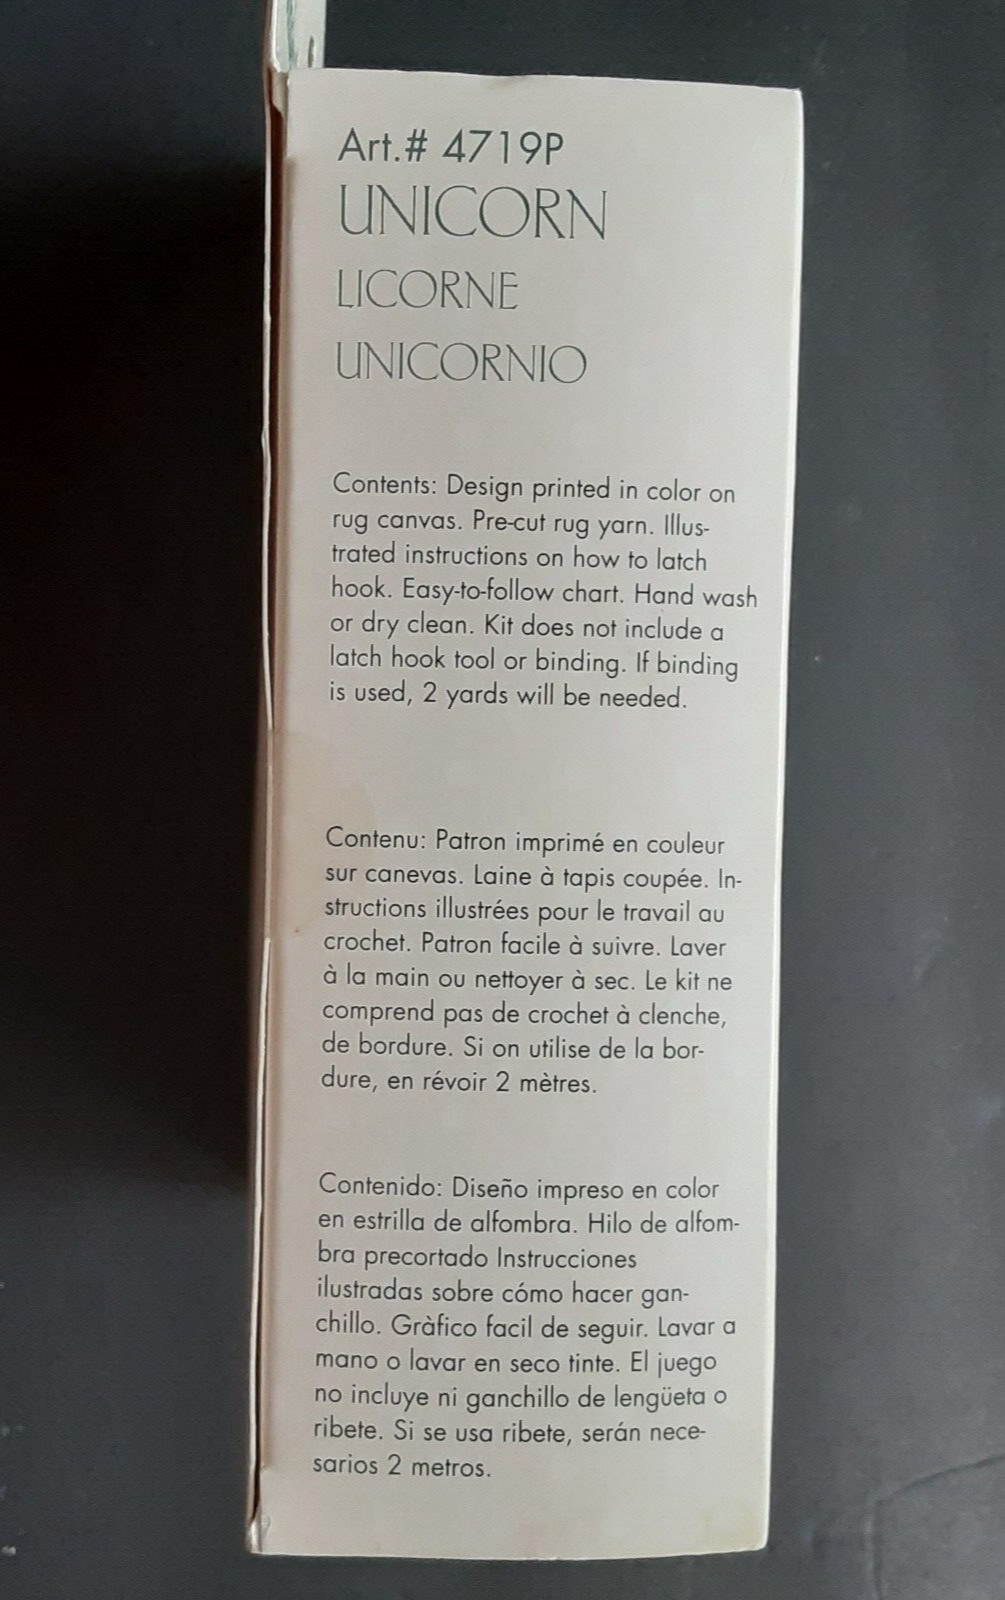 Art.# 4719P
UNICORN
LICORNE
UNICORNIO
Contents: Design printed in color on
rug canvas. Pre-cut rug yarn. Illus-
trated instructions on how to latch
hook. Easy-to-follow chart. Hand wash
or dry clean. Kit does not include a
latch hook tool or binding. If binding
is used, 2 yards will be needed.
Contenu: Patron imprimé en couleur
sur canevas. Laine à tapis coupée. In-
structions illustrées pour le travail au
crochet. Patron facile à suivre. Laver
à la main ou nettoyer à sec. Le kit ne
comprend pas de crochet à clenche,
de bordure. Si on utilise de la bor-
dure, en révoir 2 mètres.
Contenido: Diseño impreso en color
en estrilla de alfombra. Hilo de alfom-
bra precortado Instrucciones
ilustradas sobre cómo hacer gan-
chillo. Gràfico facil de seguir. Lavar a
mano o lavar en seco tinte. El juego
no incluye ni ganchillo de lengüeta o
ribete. Si se usa ribete, serán nece-
sarios 2 metros.